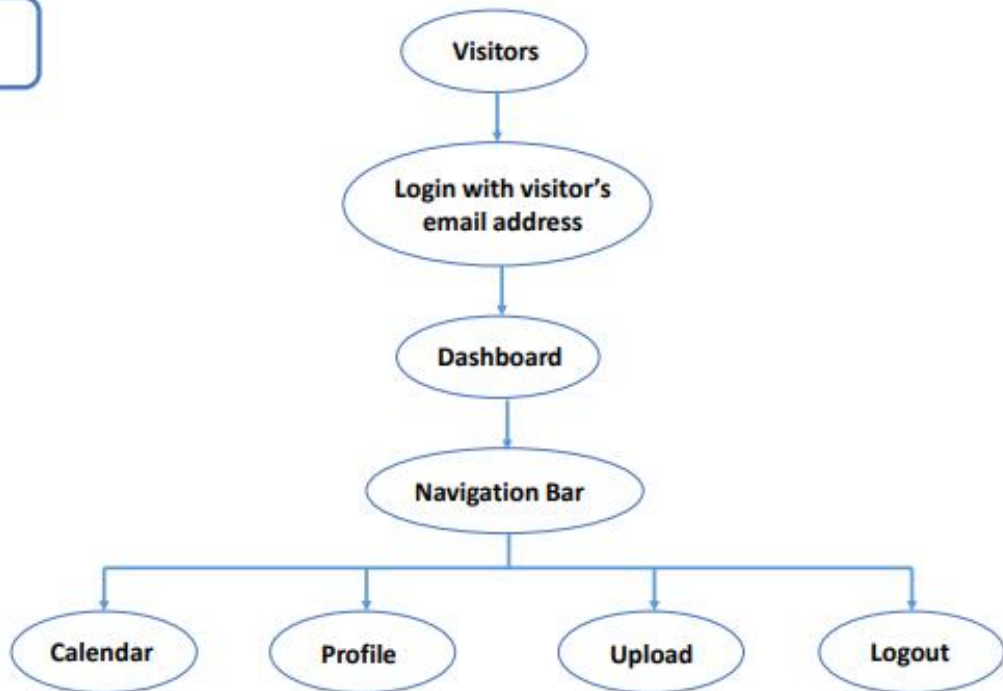 Visitors
Login with visitor’s
email address
Dashboard
Navigation Bar
Calendar
Profile
Upload
Logout